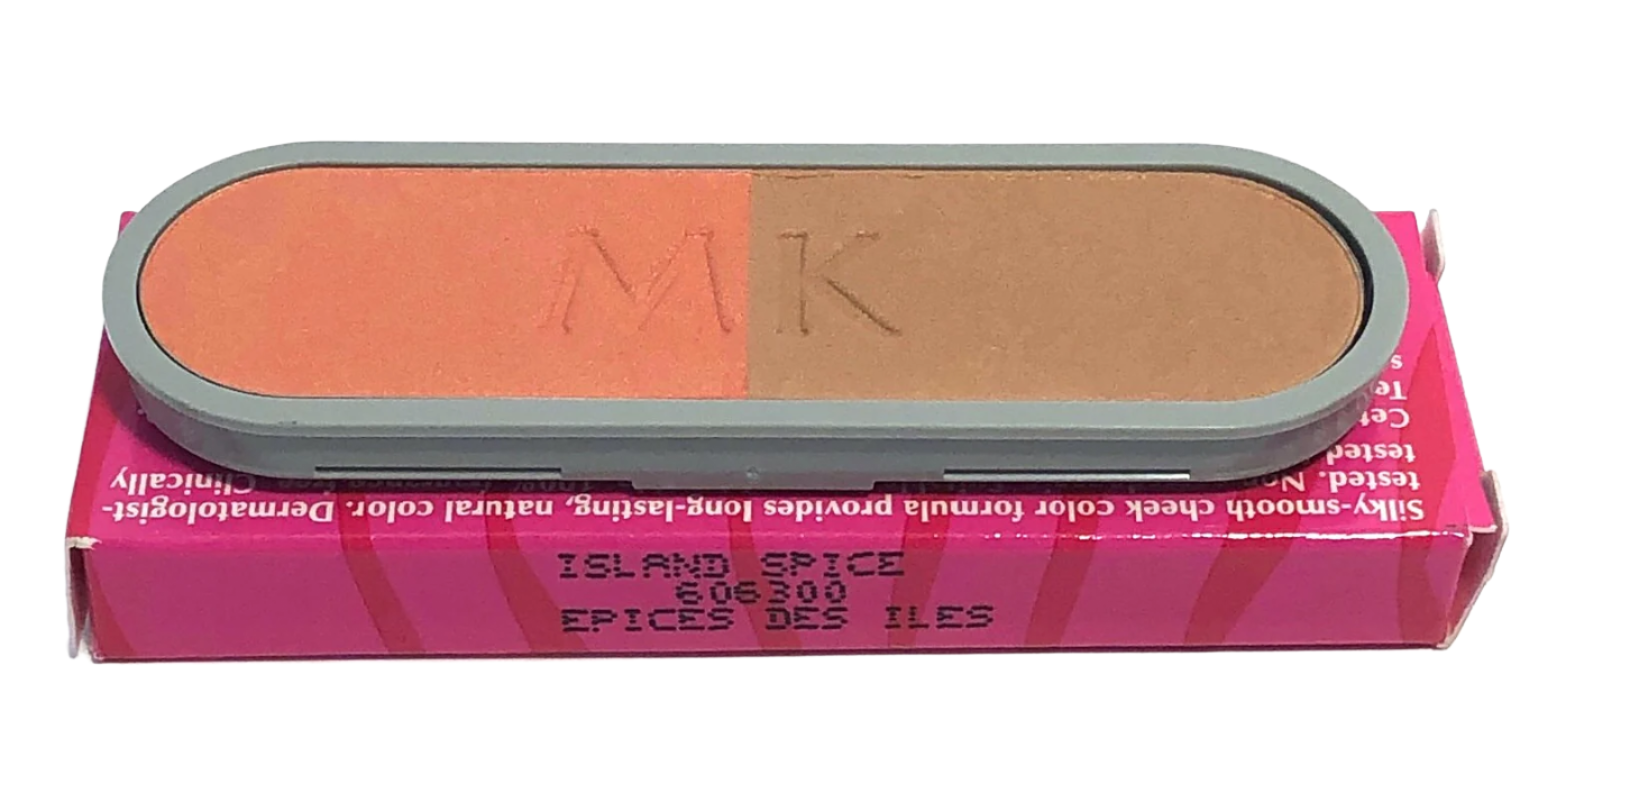 MK
Silky-smooth cheek formula provides long-lasting, natural color. Dermatologist-
tested. Clinically
tested
ISLAND SPICE
606300
EPICES DES ILES